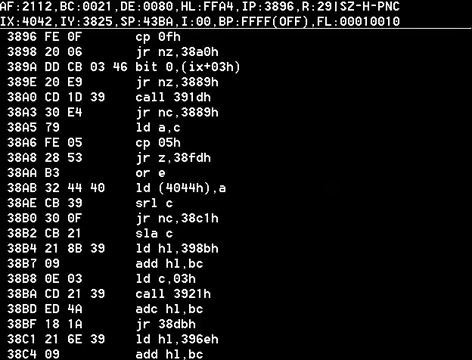 AF:2112,BC:0021,DE:0080,HL:FFA4,IP:3896,R:29|SZ-H-PNC
IX:4042,IY:3825,SP:43BA,I:00,BP:FFFF(OFF),FL:00010010
3896 FE 0F cp 0fh
3898 20 06 jr nz,38a0h
389A DD CB 03 46 bit 0,(ix+03h)
389E 20 E9 jr nz,3889h
38A0 CD 1D 39 call 391dh
38A3 30 E4 jr nc,3889h
38A5 79 ld a,c
38A6 FE 05 cp 05h
38A8 28 53 jr z,38fdh
38AA B3 or e
38AB 32 44 40 ld (4044h),a
38AE CB 39 srl c
38B0 30 0F jr nc,38c1h
38B2 CB 21 sla c
38B4 21 8B 39 ld hl,398bh
38B7 09 add hl,bc
38B8 0E 03 ld c,03h
38BA CD 21 39 call 3921h
38BD ED 4A adc hl,bc
38BF 18 1A jr 38dbh
38C1 21 6E 39 ld hl,396eh
38C4 09 add hl,bc